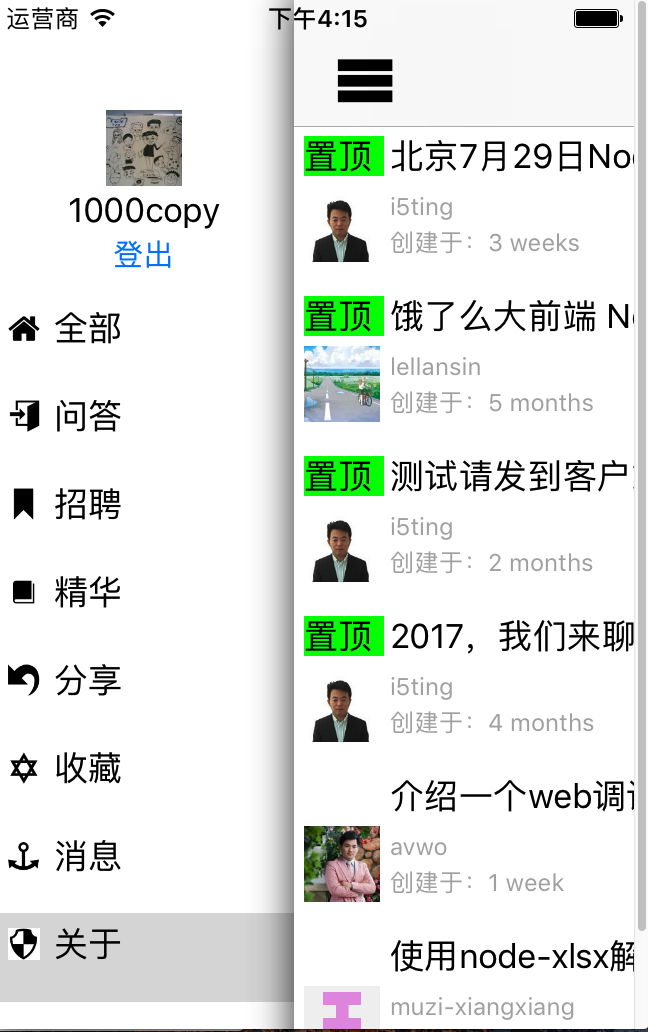 运营商 下午4:15
1000copy
登出
全部
问答
招聘
精华
分享
收藏
消息
关于
置顶 北京7月29日No
i5ting
创建于：3 weeks
置顶 饿了么大前端 N
lellansin
创建于：5 months
置顶 测试请发到客户
i5ting
创建于：2 months
置顶 2017，我们来聊
i5ting
创建于：4 months
介绍一个web调
avwo
创建于：1 week
使用node-xlsx解
muzi-xiangxiang